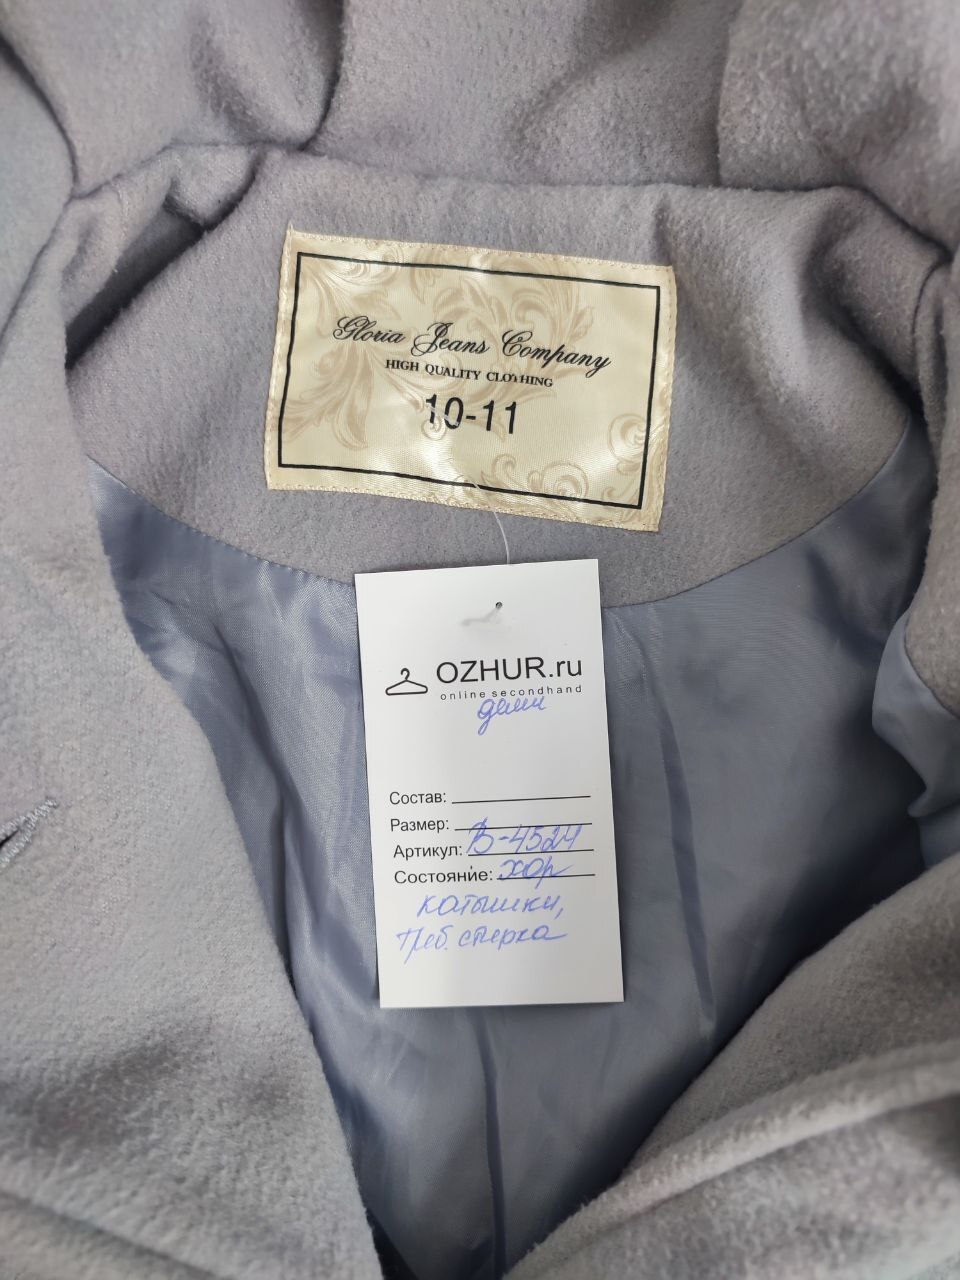 Gloria Jeans Company
HIGH QUALITY CLOTHING
10-11
OZHUR.ru
online secondhand
деми
Состав:
Размер:
Артикул: В-4524
Состояние: хор
катышки,
треб. стирка